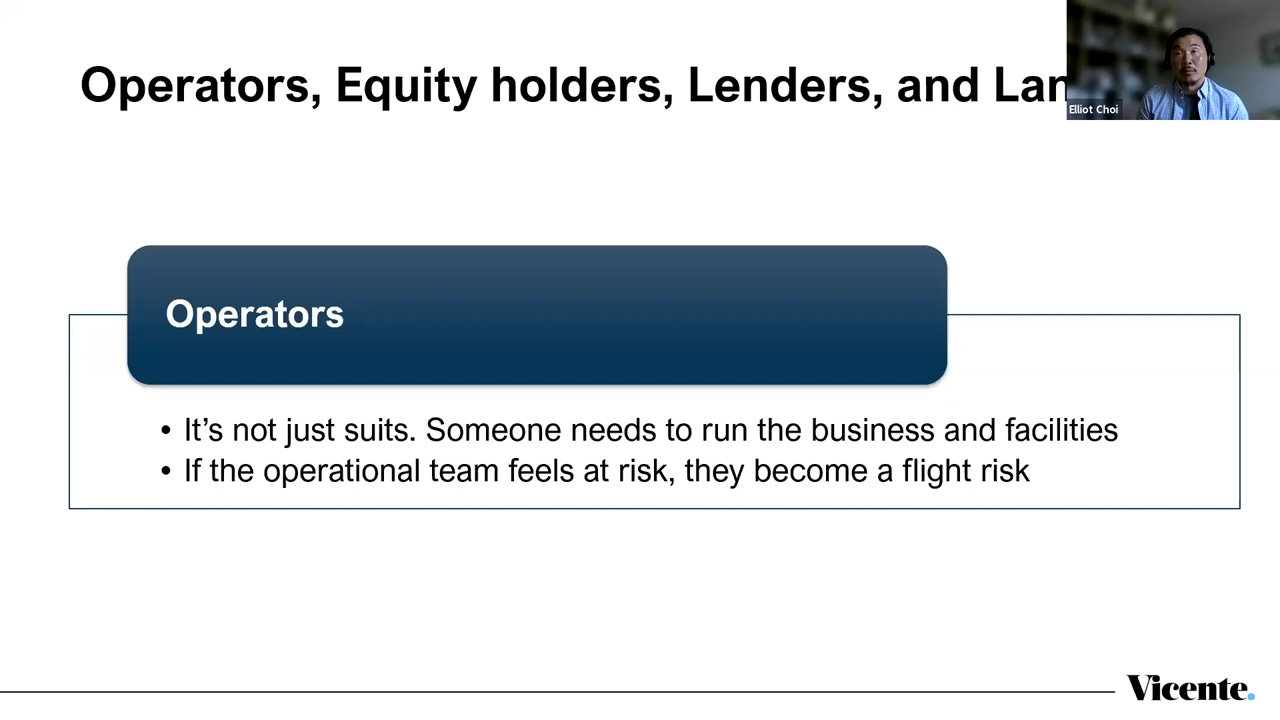 Operators, Equity holders, Lenders, and Lan
Elliot Choi
Operators
• It’s not just suits. Someone needs to run the business and facilities
• If the operational team feels at risk, they become a flight risk
Vicente.